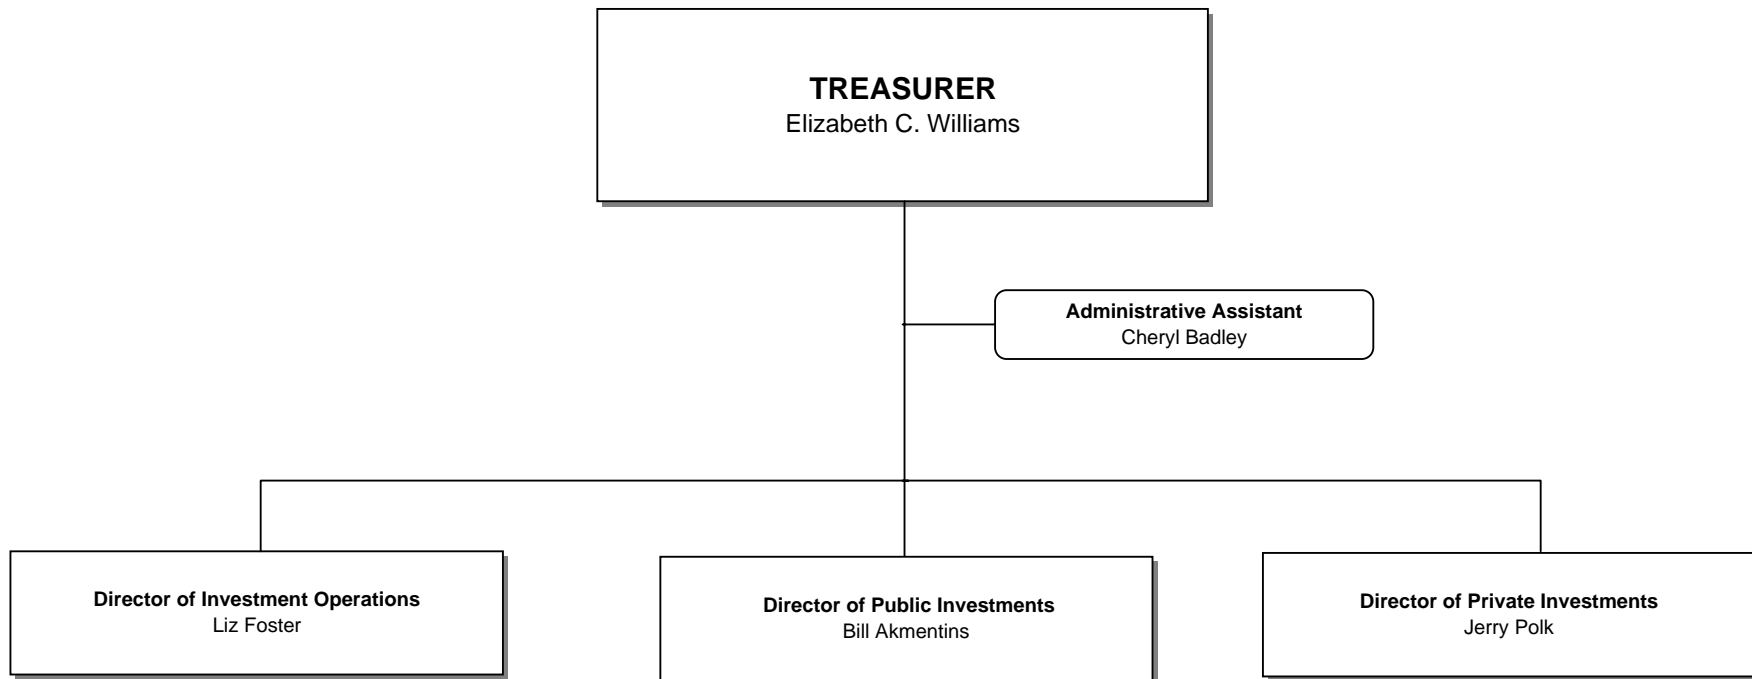 TREASURER
Elizabeth C. Williams
Administrative Assistant
Cheryl Badley
Director of Investment Operations
Liz Foster
Director of Public Investments
Bill Akmentins
Director of Private Investments
Jerry Polk